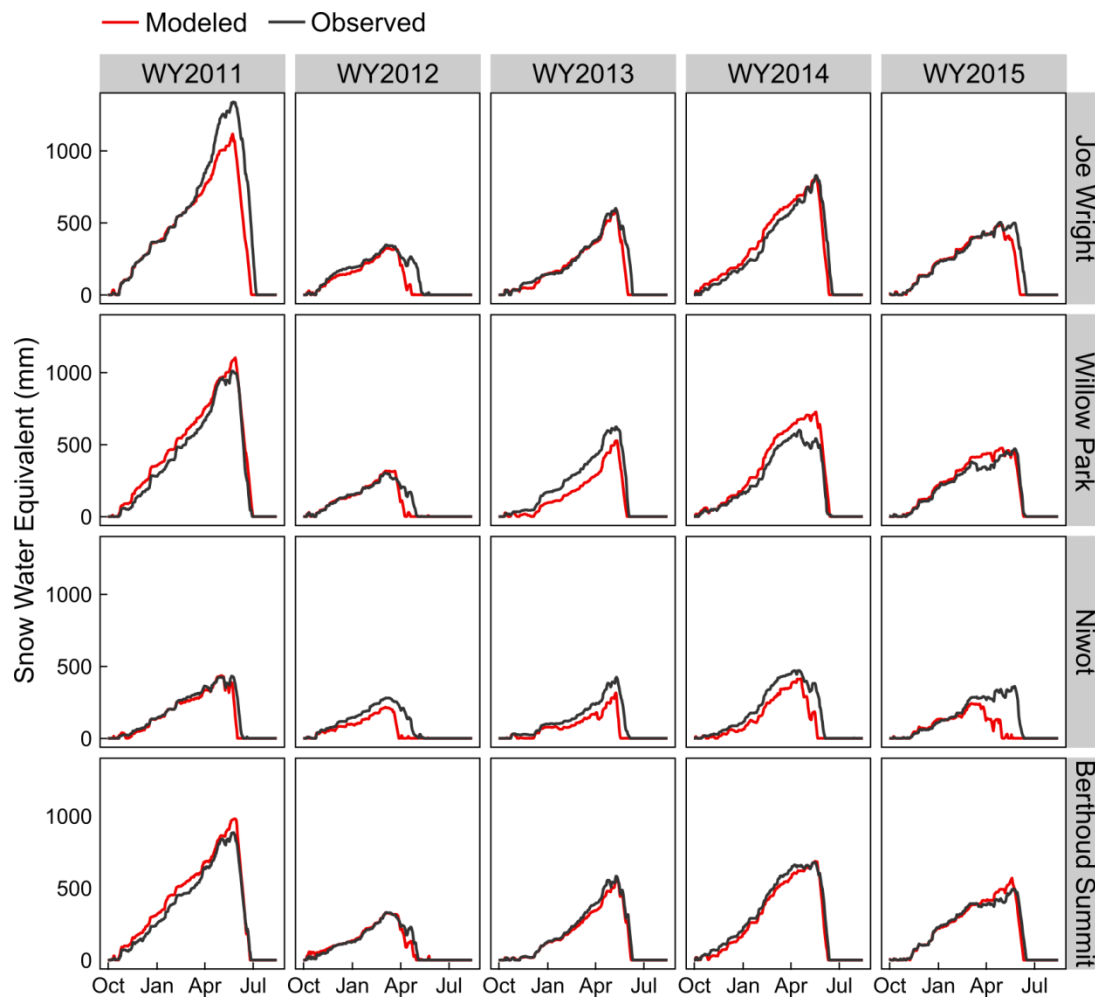 Modeled Observed
WY2011 WY2012 WY2013 WY2014 WY2015
Snow Water Equivalent (mm)
1000
500
0
Joe Wright
1000
500
0
Willow Park
1000
500
0
Niwot
1000
500
0
Berthoud Summit
Oct Jan Apr Jul Oct Jan Apr Jul Oct Jan Apr Jul Oct Jan Apr Jul Oct Jan Apr Jul